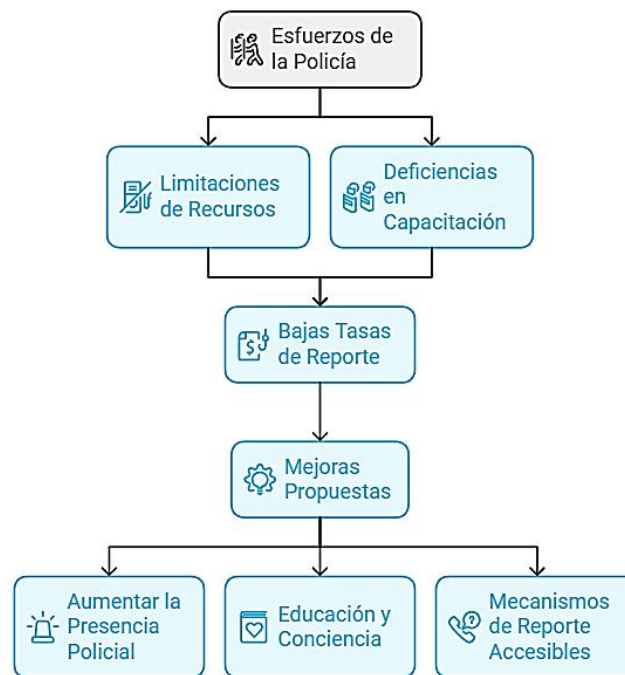 Esfuerzos de
la Policía
Limitaciones
de Recursos
Deficiencias
en
Capacitación
Bajas Tasas
de Reporte
Mejoras
Propuestas
Aumentar la
Presencia
Policial
Educación y
Conciencia
Mecanismos
de Reporte
Accesibles